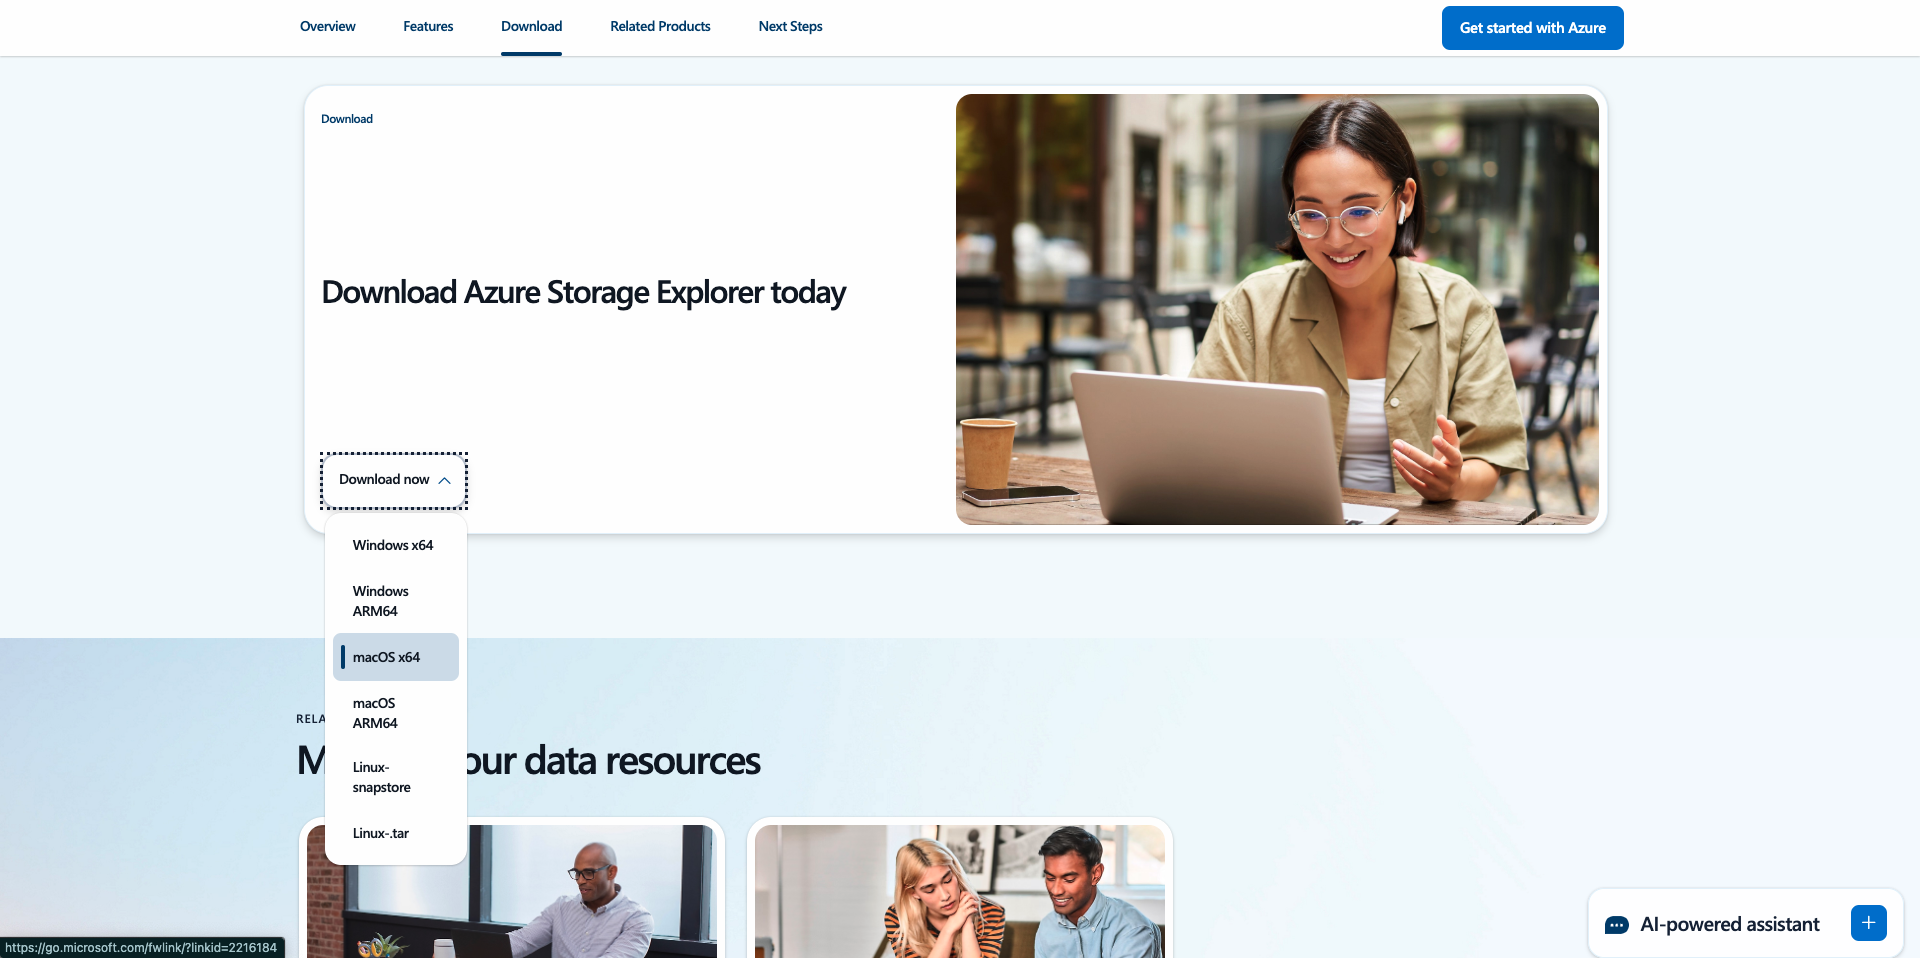 Overview
Features
Download
Related Products
Next Steps
Get started with Azure
Download
Download Azure Storage Explorer today
Download now
Windows x64
Windows
ARM64
macOS x64
macOS
ARM64
Linux-
snapstore
Linux-.tar
RELA
M our data resources
AI-powered assistant
https://go.microsoft.com/fwlink/?linkid=2216184